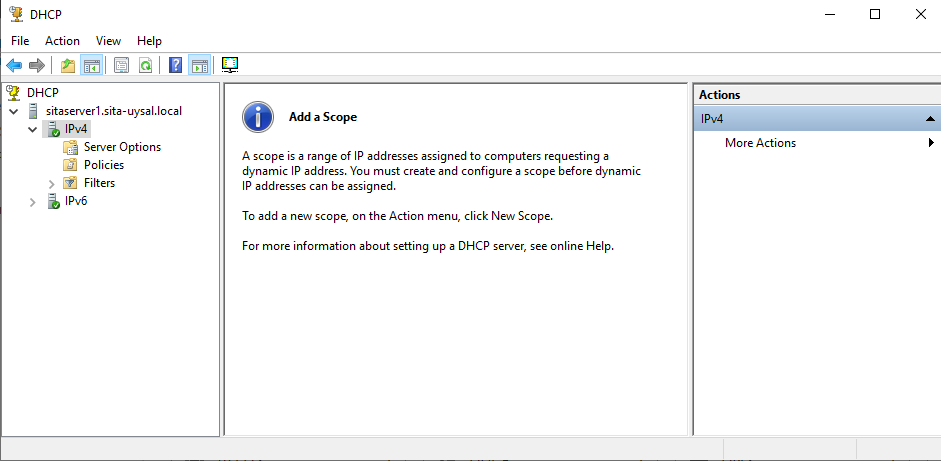 DHCP
File Action View Help
DHCP
sitaserver1.sita-uysal.local
IPv4
Server Options
Policies
Filters
IPv6
Add a Scope
A scope is a range of IP addresses assigned to computers requesting a
dynamic IP address. You must create and configure a scope before dynamic
IP addresses can be assigned.
To add a new scope, on the Action menu, click New Scope.
For more information about setting up a DHCP server, see online Help.
Actions
IPv4
More Actions